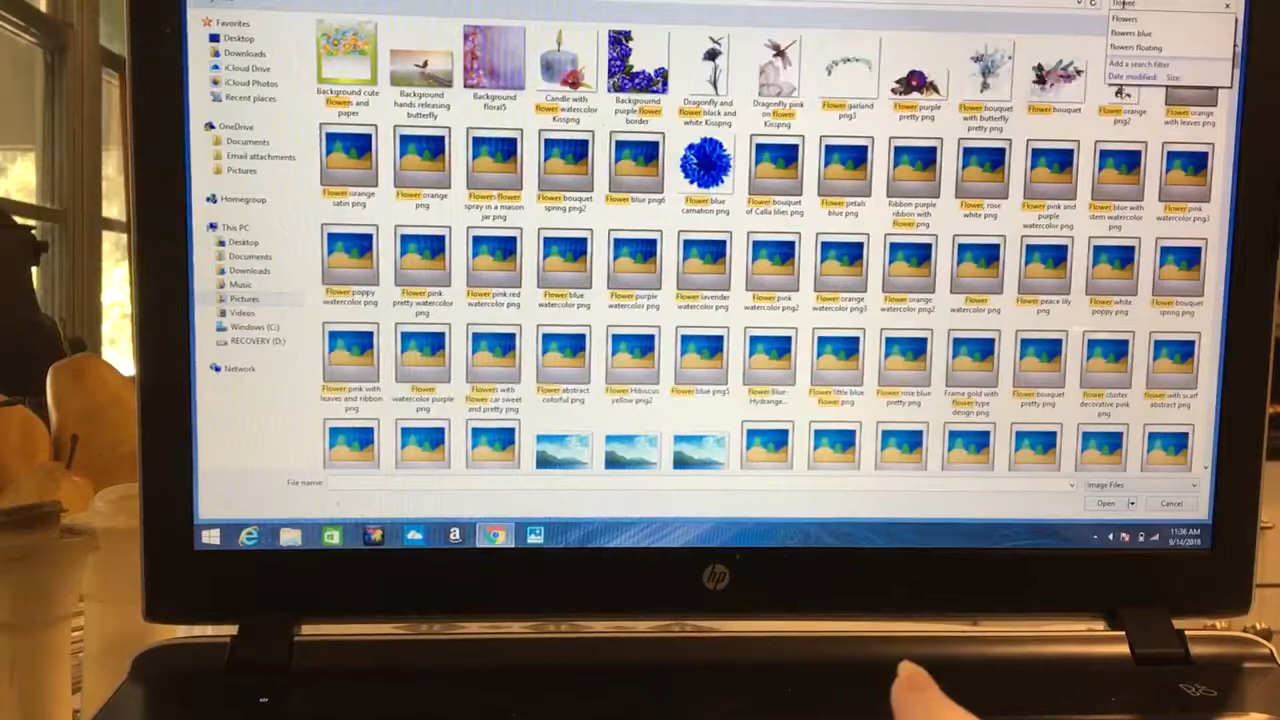 flower
Flowers
flowers blue
flowers floating
Add a search filter
Date modified: Size:
Favorites
Desktop
Downloads
iCloud Drive
iCloud Photos
Recent places
OneDrive
Documents
Email attachments
Pictures
Homegroup
This PC
Desktop
Documents
Downloads
Music
Pictures
Videos
Windows (C:)
RECOVERY (D:)
Network
Background cute flowers and paper
Background hands releasing butterfly
Background floral5
Candle with flower watercolor Kisspng
Background purple flower border
Dragonfly and flower black and white Kisspng
Dragonfly pink on flower Kisspng
Flower garland png3
Flower purple pretty png
Flower bouquet with butterfly pretty png
Flower bouquet
Flower orange png2
Flower orange with leaves png
Flower orange satin png
Flower orange png
Flowers flower spray in a mason jar png
Flower bouquet spring png2
Flower blue png6
Flower blue carnation png
Flower bouquet of Calla lilies png
Flower petals blue png
Ribbon purple ribbon with flower png
Flower, rose white png
Flower pink and purple watercolor png
Flower blue with stem watercolor png
Flower pink watercolor png3
Flower poppy watercolor png
Flower pink pretty watercolor png
Flower pink red watercolor png
Flower blue watercolor png
Flower purple watercolor png
Flower lavender watercolor png
Flower pink watercolor png2
Flower orange watercolor png3
Flower orange watercolor png2
Flower watercolor png
Flower peace lily png
Flower white poppy png
Flower bouquet spring png
Flower pink with leaves and ribbon png
Flower watercolor purple png
Flowers with flower car sweet and pretty png
Flower abstract colorful png
Flower Hibiscus yellow png2
Flower blue png5
Flower Blue-Hydrange...
Flower little blue flower png
Flower rose blue pretty png
Frame gold with flower type design png
Flower bouquet pretty png
Flower cluster decorative pink png
flower with scarf abstract png
File name:
Image Files
Open
Cancel
11:36 AM
9/14/2018
hp